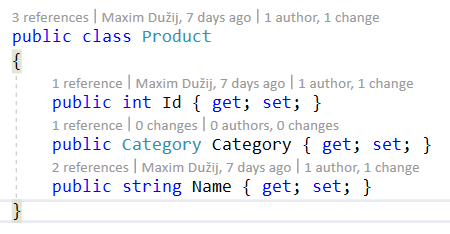 3 references | Maxim Dužij, 7 days ago | 1 author, 1 change
public class Product
{
1 reference | Maxim Dužij, 7 days ago | 1 author, 1 change
public int Id { get; set; }
1 reference | 0 changes | 0 authors, 0 changes
public Category Category { get; set; }
2 references | Maxim Dužij, 7 days ago | 1 author, 1 change
public string Name { get; set; }
}